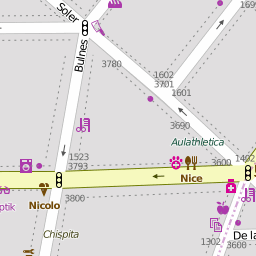 Soler
Bulnes
3780
1602
3701
1601
3690
Aulathletica
1523
3793
3600
1402
Nice
ptik
Nicolo
3800
Chispita
De la
1302
3600